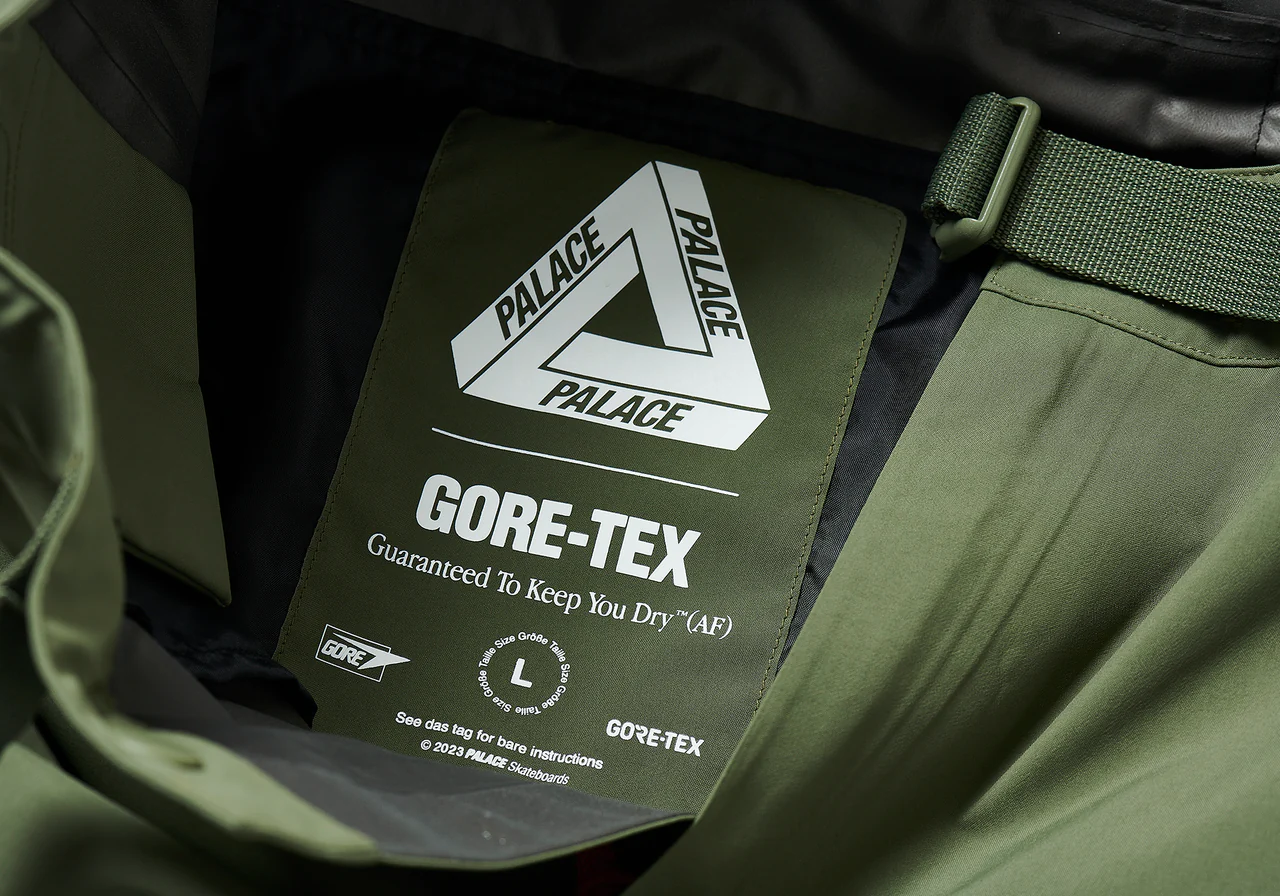 PALACE
PALACE
PALACE
GORE-TEX
Guaranteed To Keep You Dry™(AF)
GORE
Size Größe Taille Size Größe Taille Size Größe Taille
L
GORE-TEX
See das tag for bare instructions
© 2023 PALACE Skateboards